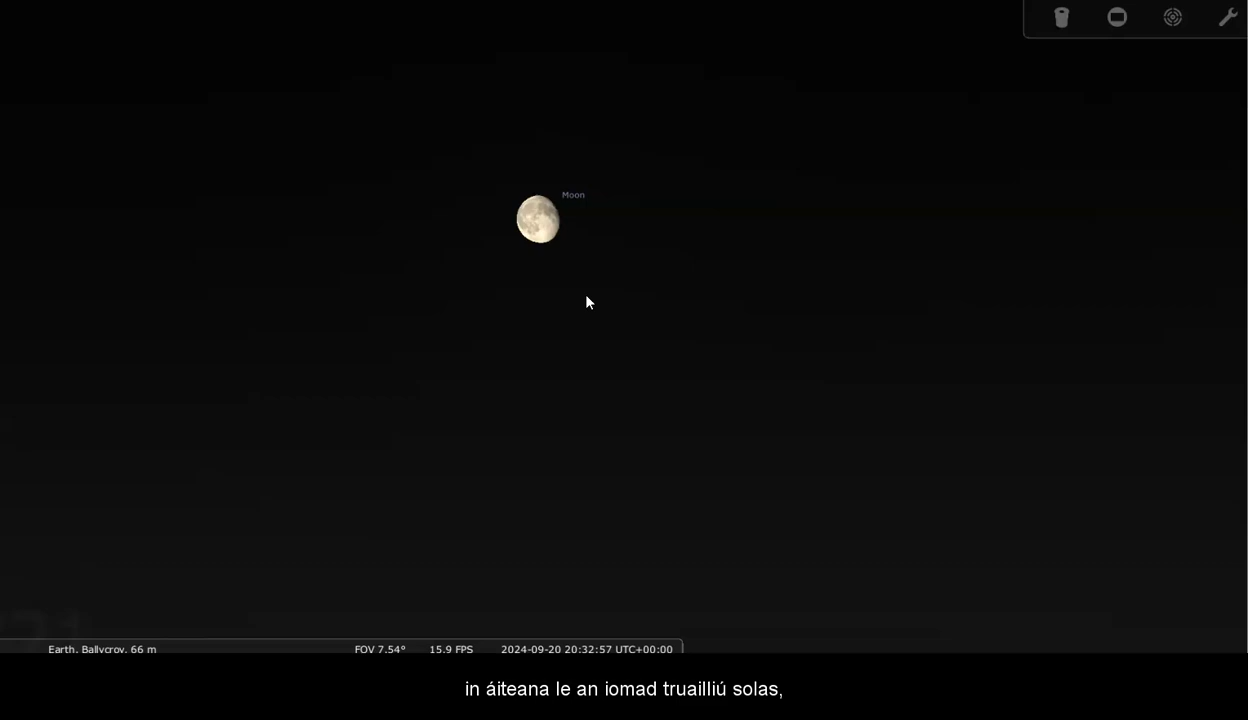 Moon
Earth, Ballycroy, 66 m FOV 7.54° 15.9 FPS 2024-09-20 20:32:57 UTC+00:00
in áiteana le an iomad truailliú solas,